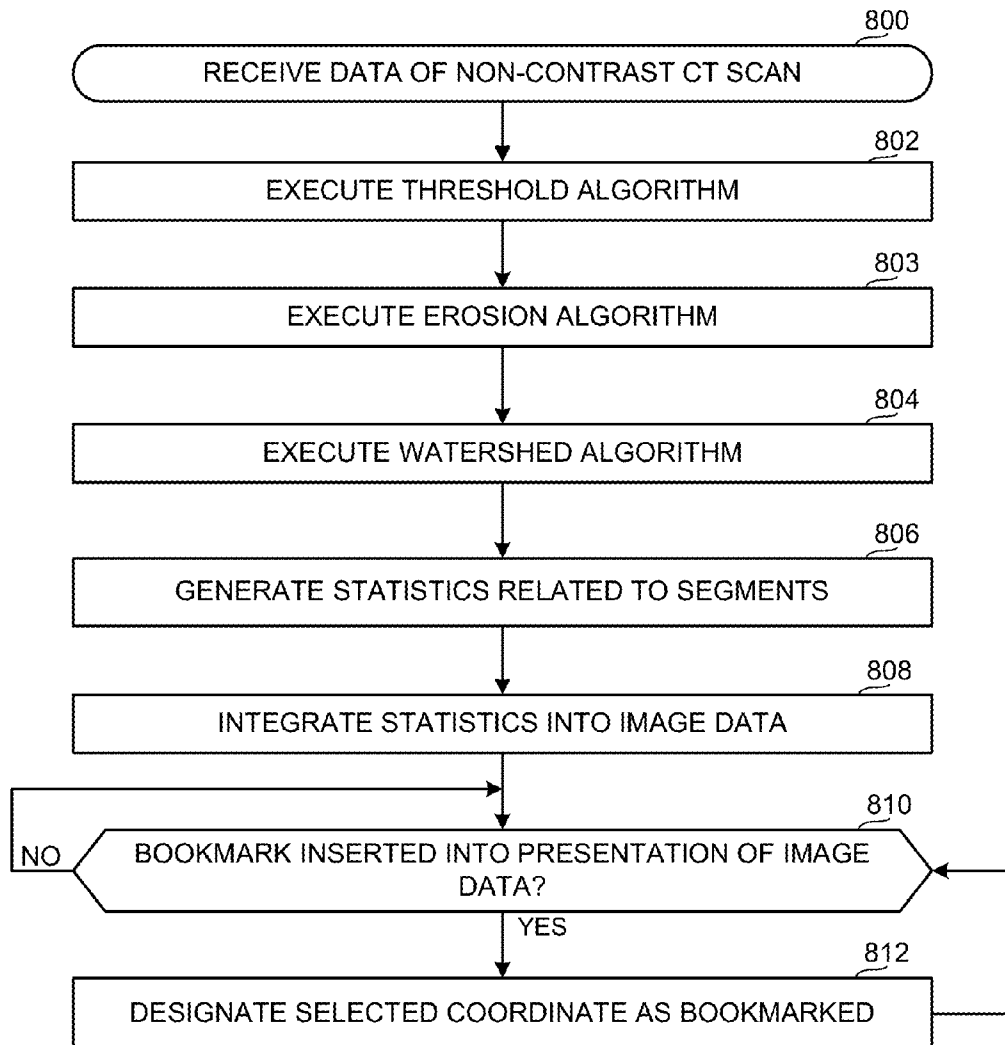 800
RECEIVE DATA OF NON-CONTRAST CT SCAN
802
EXECUTE THRESHOLD ALGORITHM
803
EXECUTE EROSION ALGORITHM
804
EXECUTE WATERSHED ALGORITHM
806
GENERATE STATISTICS RELATED TO SEGMENTS
808
INTEGRATE STATISTICS INTO IMAGE DATA
810
NO
BOOKMARK INSERTED INTO PRESENTATION OF IMAGE
DATA?
YES
812
DESIGNATE SELECTED COORDINATE AS BOOKMARKED